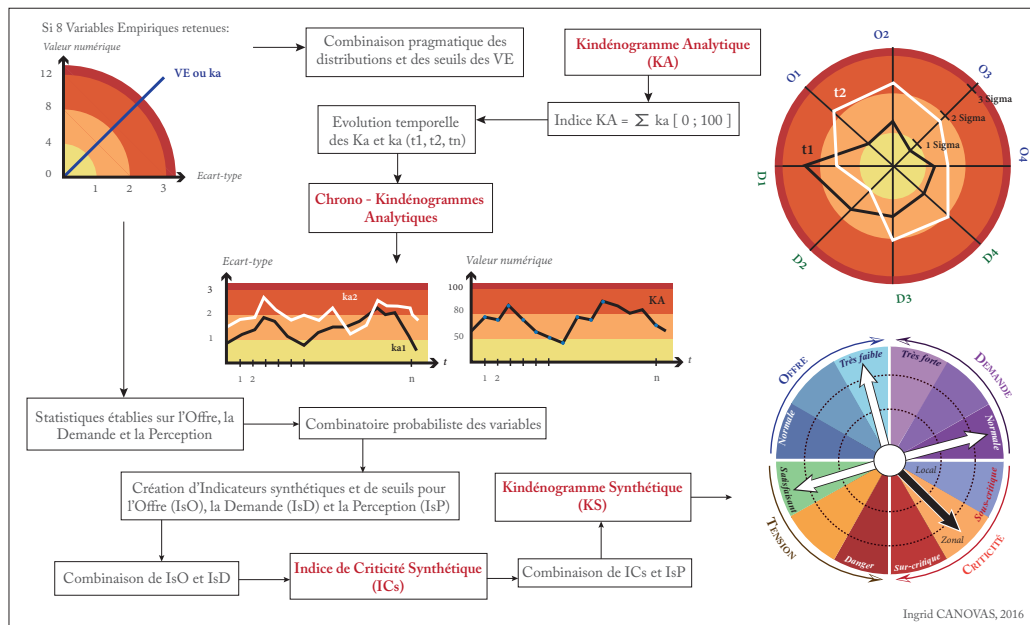 Si 8 Variables Empiriques retenues:
Valeur numérique
12
8
4
0
1
2
3
Ecart-type
VE ou ka
Combinaison pragmatique des
distributions et des seuils des VE
Kindénogramme Analytique
(KA)
Indice KA = ∑ ka [ 0 ; 100 ]
Evolution temporelle
des Ka et ka (t1, t2, tn)
Chrono - Kindénogrammes
Analytiques
O1
O2
O3
O4
D1
D2
D3
D4
t2
t1
3 Sigma
2 Sigma
1 Sigma
Ecart-type
3
2
1
0
ka2
ka1
1
2
n
t
Valeur numérique
100
80
50
KA
1
2
n
t
Statistiques établies sur l'Offre, la
Demande et la Perception
Combinatoire probabiliste des variables
Création d'Indicateurs synthétiques et de seuils pour
l'Offre (IsO), la Demande (IsD) et la Perception (IsP)
Combinaison de IsO et IsD
Indice de Criticité Synthétique
(ICs)
Combinaison de ICs et IsP
Kindénogramme Synthétique
(KS)
OFFRE
DEMANDE
TENSION
CRITICITÉ
Très faible
Très forte
Normale
Normale
Satisfaisant
Danger
Sur-critique
Sous-critique
Local
Zonal
Ingrid CANOVAS, 2016